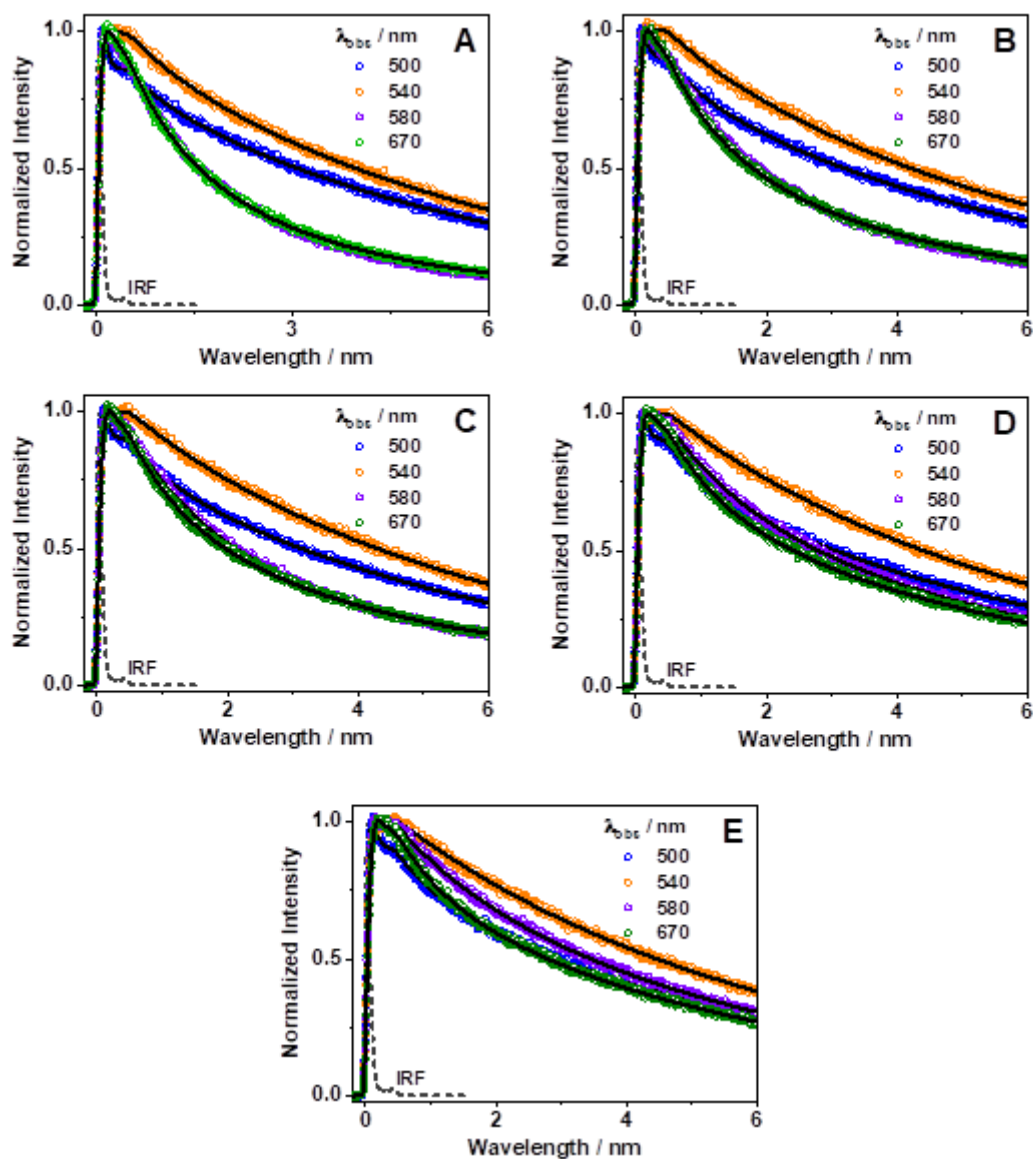 A
λobs / nm
500
540
580
670
1.0
0.5
0.0
Normalized Intensity
IRF
0 3 6
Wavelength / nm
B
λobs / nm
500
540
580
670
1.0
0.5
0.0
Normalized Intensity
IRF
0 2 4 6
Wavelength / nm
C
λobs / nm
500
540
580
670
1.0
0.5
0.0
Normalized Intensity
IRF
0 2 4 6
Wavelength / nm
D
λobs / nm
500
540
580
670
1.0
0.5
0.0
Normalized Intensity
IRF
0 2 4 6
Wavelength / nm
E
λobs / nm
500
540
580
670
1.0
0.5
0.0
Normalized Intensity
IRF
0 2 4 6
Wavelength / nm